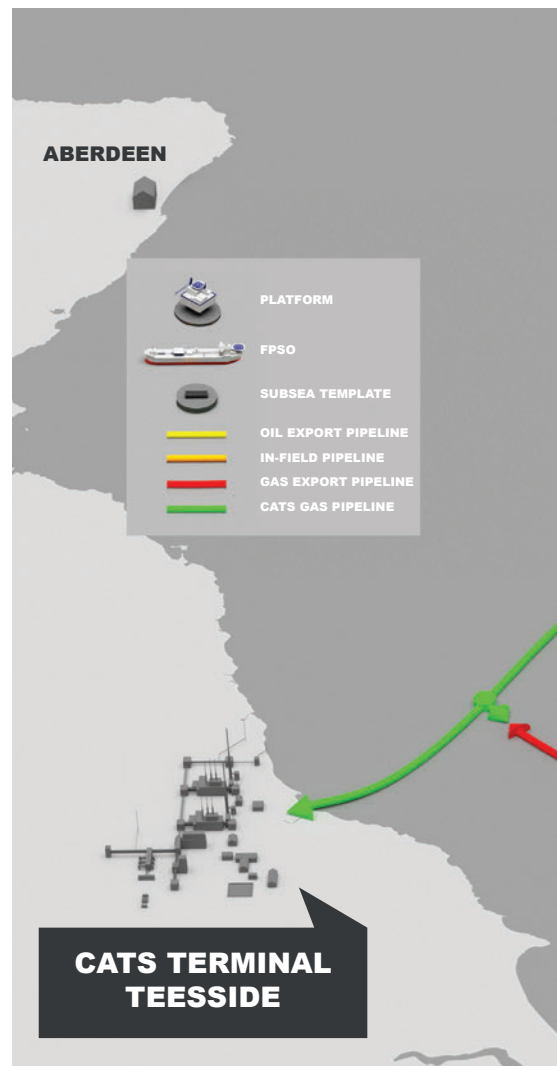 ABERDEEN
PLATFORM
FPSO
SUBSEA TEMPLATE
OIL EXPORT PIPELINE
IN-FIELD PIPELINE
GAS EXPORT PIPELINE
CATS GAS PIPELINE
CATS TERMINAL
TEESSIDE